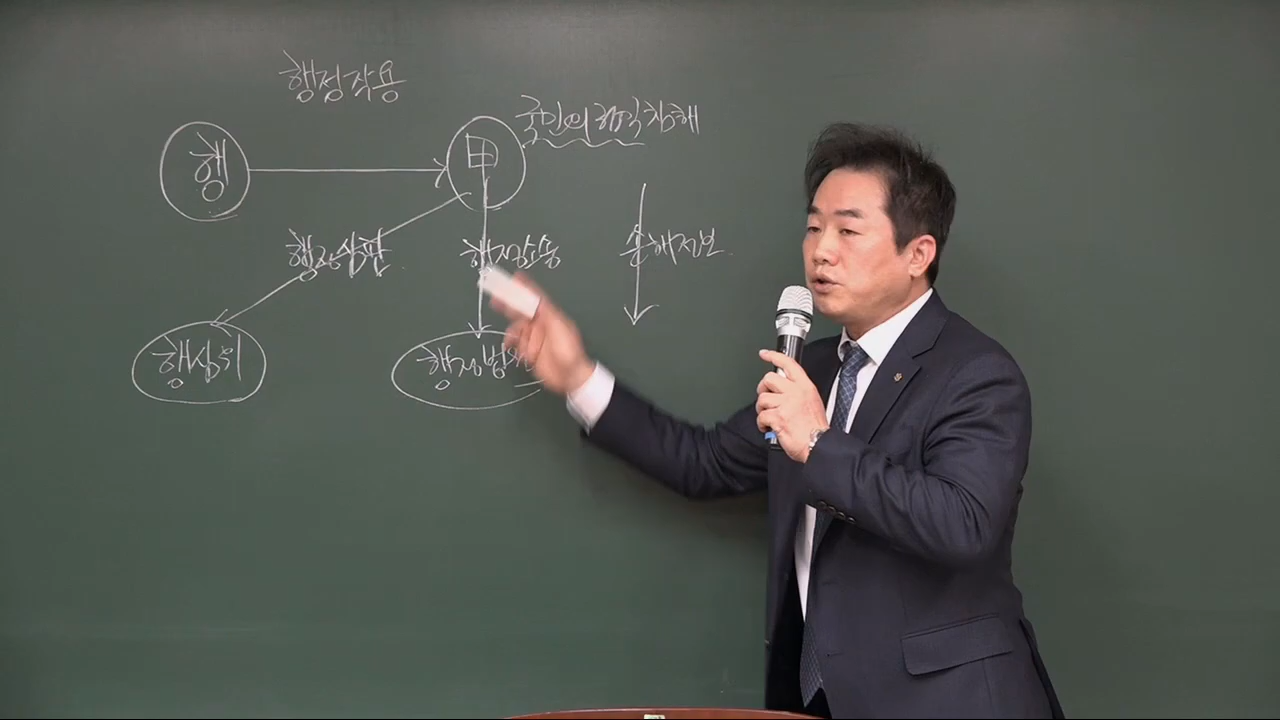 행정작용
국민의 권익침해
행
甲
행정심판
행정소송
손해전보
행심위
행정법원